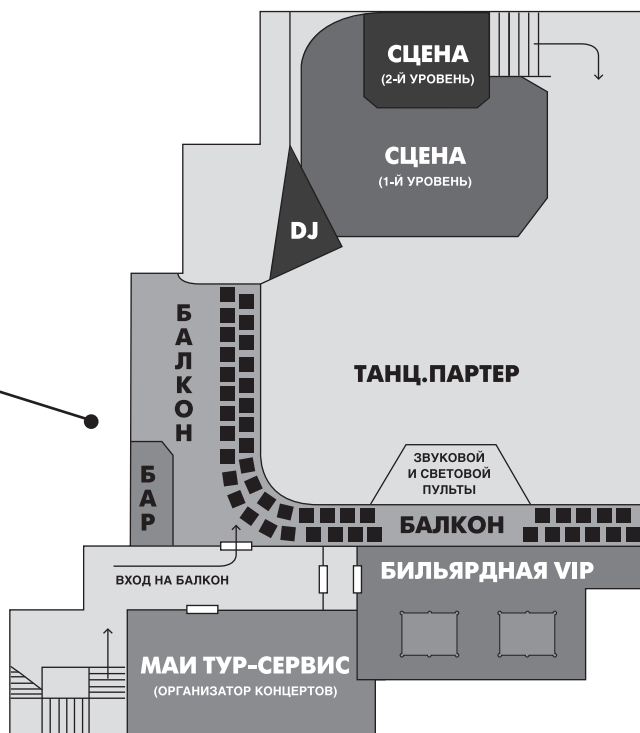 СЦЕНА
(2-Й УРОВЕНЬ)
СЦЕНА
(1-Й УРОВЕНЬ)
DJ
БАЛКОН
ТАНЦ.ПАРТЕР
БАР
ЗВУКОВОЙ
И СВЕТОВОЙ
ПУЛЬТЫ
БАЛКОН
ВХОД НА БАЛКОН
БИЛЬЯРДНАЯ VIP
МАИ ТУР-СЕРВИС
(ОРГАНИЗАТОР КОНЦЕРТОВ)